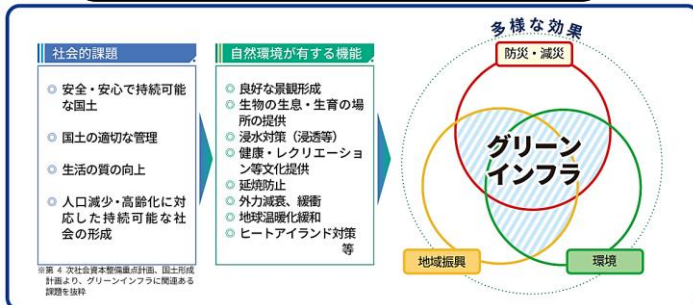 社会的課題
◎ 安全・安心で持続可能
な国土
◎ 国土の適切な管理
◎ 生活の質の向上
◎ 人口減少・高齢化に対
応した持続可能な社
会の形成
※第 4 次社会資本整備重点計画、国土形成
計画より、グリーンインフラに関連ある
課題を抜粋
自然環境が有する機能
◎ 良好な景観形成
◎ 生物の生息・生育の場
所の提供
◎ 浸水対策（浸透等）
◎ 健康・レクリエーショ
ン等文化提供
◎ 延焼防止
◎ 外力減衰、緩衝
◎ 地球温暖化緩和
◎ ヒートアイランド対策
等
多様な効果
防災・減災
グリーン
インフラ
地域振興
環境